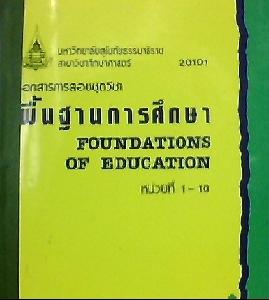 มหาวิทยาลัยสุโขทัยธรรมาธิราช
สาขาวิชาศึกษาศาสตร์ 20101
เอกสารการสอนชุดวิชา
พื้นฐานการศึกษา
FOUNDATIONS
OF EDUCATION
หน่วยที่ 1-10